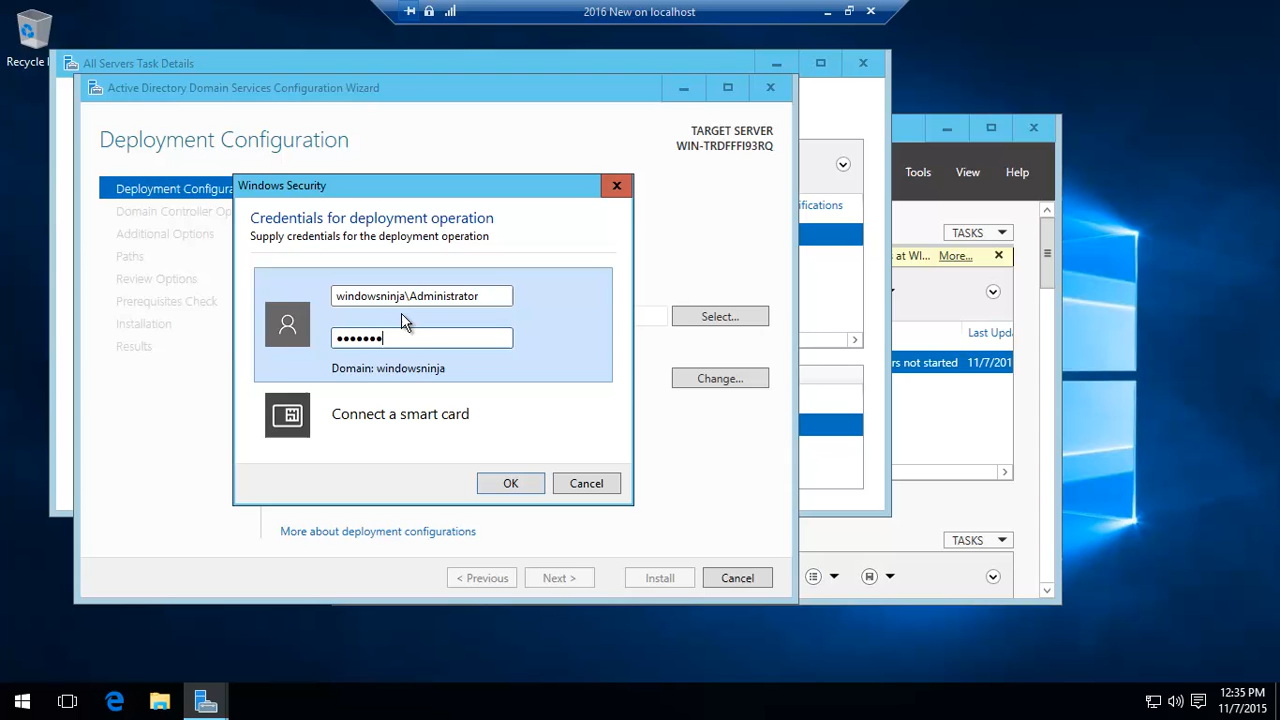 2016 New on localhost
Recycle
All Servers Task Details
Active Directory Domain Services Configuration Wizard
Deployment Configuration
TARGET SERVER
WIN-TRDFFFI93RQ
Tools View Help
Deployment Configura
Domain Controller Op
Additional Options
Paths
Review Options
Prerequisites Check
Installation
Results
Windows Security
Credentials for deployment operation
Supply credentials for the deployment operation
windowsninja\Administrator
•••••••
Domain: windowsninja
Connect a smart card
OK Cancel
Select...
Change...
ifications
TASKS
at WI... More...
Last Upd
rs not started 11/7/201
TASKS
More about deployment configurations
< Previous Next > Install Cancel
12:35 PM
11/7/2015